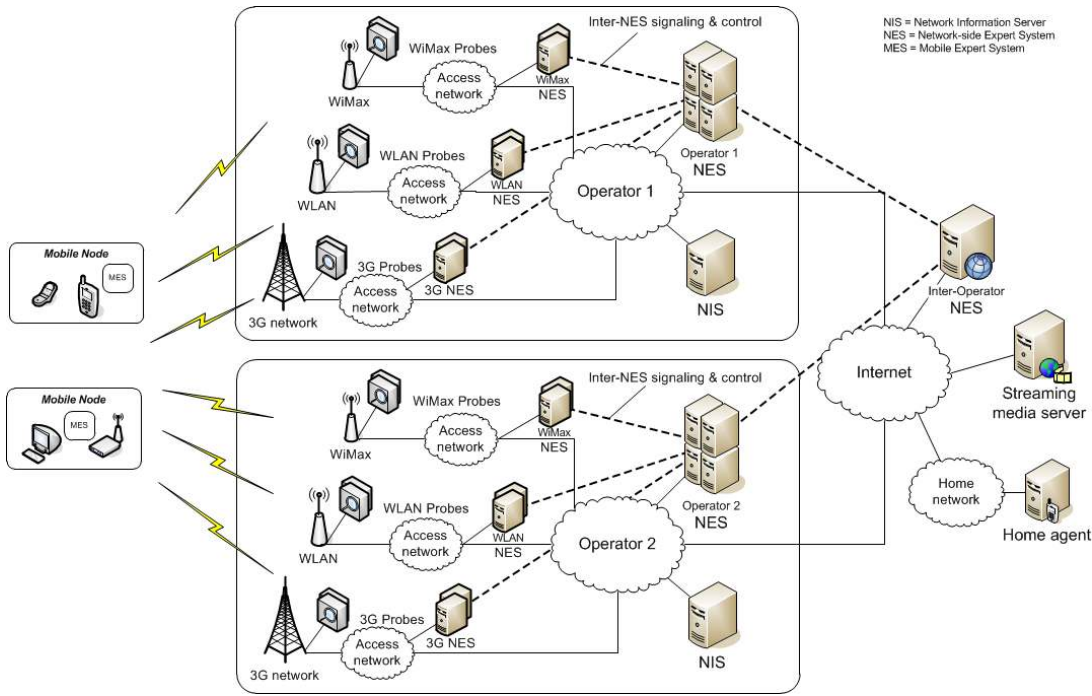 NIS = Network Information Server
NES = Network-side Expert System
MES = Mobile Expert System
Inter-NES signaling & control
WiMax Probes
Access
network
WiMax
WiMax
NES
Operator 1
NES
WLAN Probes
Access
network
WLAN
WLAN
NES
Operator 1
3G Probes
Access
network
3G NES
3G network
NIS
Mobile Node
MES
Inter-Operator
NES
Internet
Streaming
media server
Home
network
Home agent
Mobile Node
MES
Inter-NES signaling & control
WiMax Probes
Access
network
WiMax
WiMax
NES
Operator 2
NES
WLAN Probes
Access
network
WLAN
WLAN
NES
Operator 2
3G Probes
Access
network
3G NES
3G network
NIS